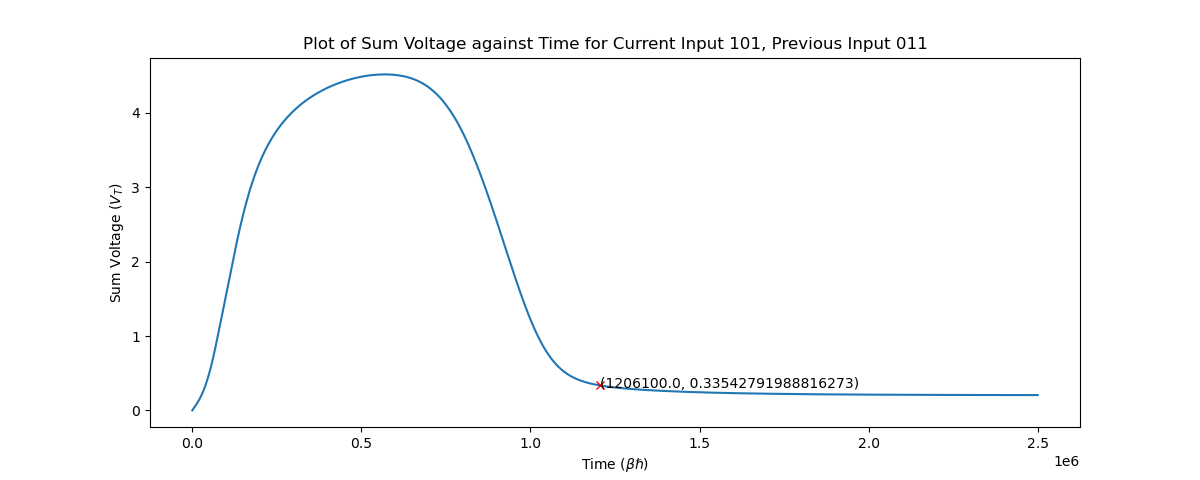 Plot of Sum Voltage against Time for Current Input 101, Previous Input 011
Sum Voltage (V_T)
4
3
2
1
0
(1206100.0, 0.33542791988816273)
0.0 0.5 1.0 1.5 2.0 2.5
1e6
Time (βℏ)